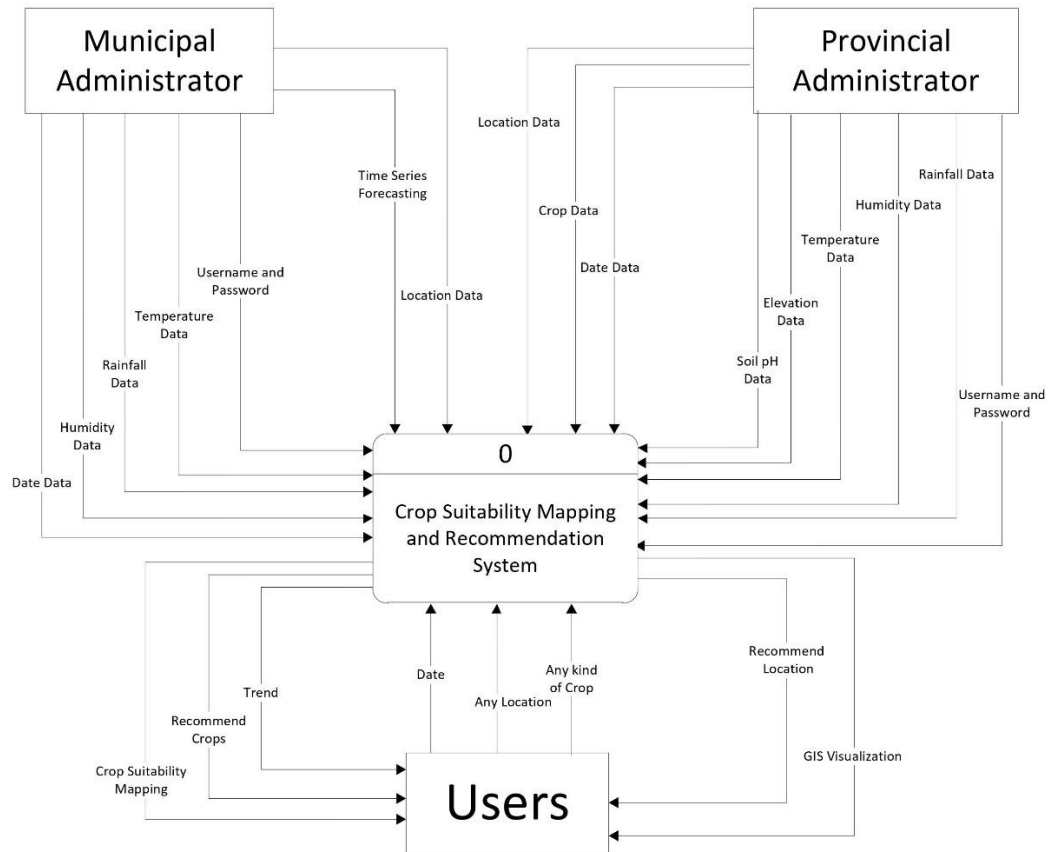 Municipal
Administrator
Provincial
Administrator
Location Data
Time Series
Forecasting
Crop Data
Rainfall Data
Humidity Data
Temperature
Data
Date Data
Username and
Password
Location Data
Elevation
Data
Temperature
Data
Soil pH
Data
Rainfall
Data
Username and
Password
Humidity
Data
Date Data
0
Crop Suitability Mapping
and Recommendation
System
Date
Any kind
of Crop
Any Location
Recommend
Location
Trend
Recommend
Crops
GIS Visualization
Crop Suitability
Mapping
Users